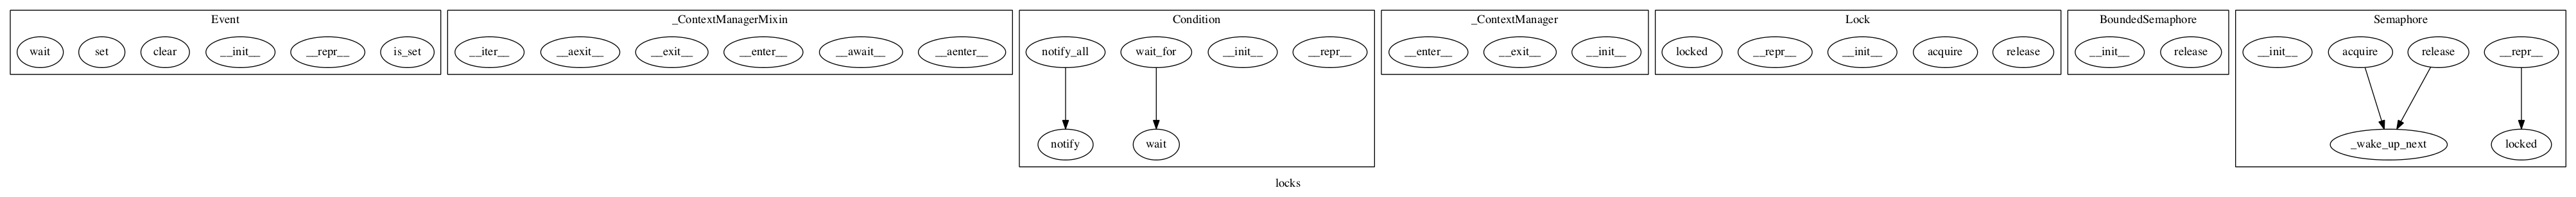 Event
wait
set
clear
__init__
__repr__
is_set
_ContextManagerMixin
__iter__
__aexit__
__exit__
__enter__
__await__
__aenter__
Condition
notify_all
wait_for
__init__
__repr__
notify
wait
_ContextManager
__enter__
__exit__
__init__
Lock
locked
__repr__
__init__
acquire
release
BoundedSemaphore
__init__
release
Semaphore
__init__
acquire
release
__repr__
_wake_up_next
locked
locks